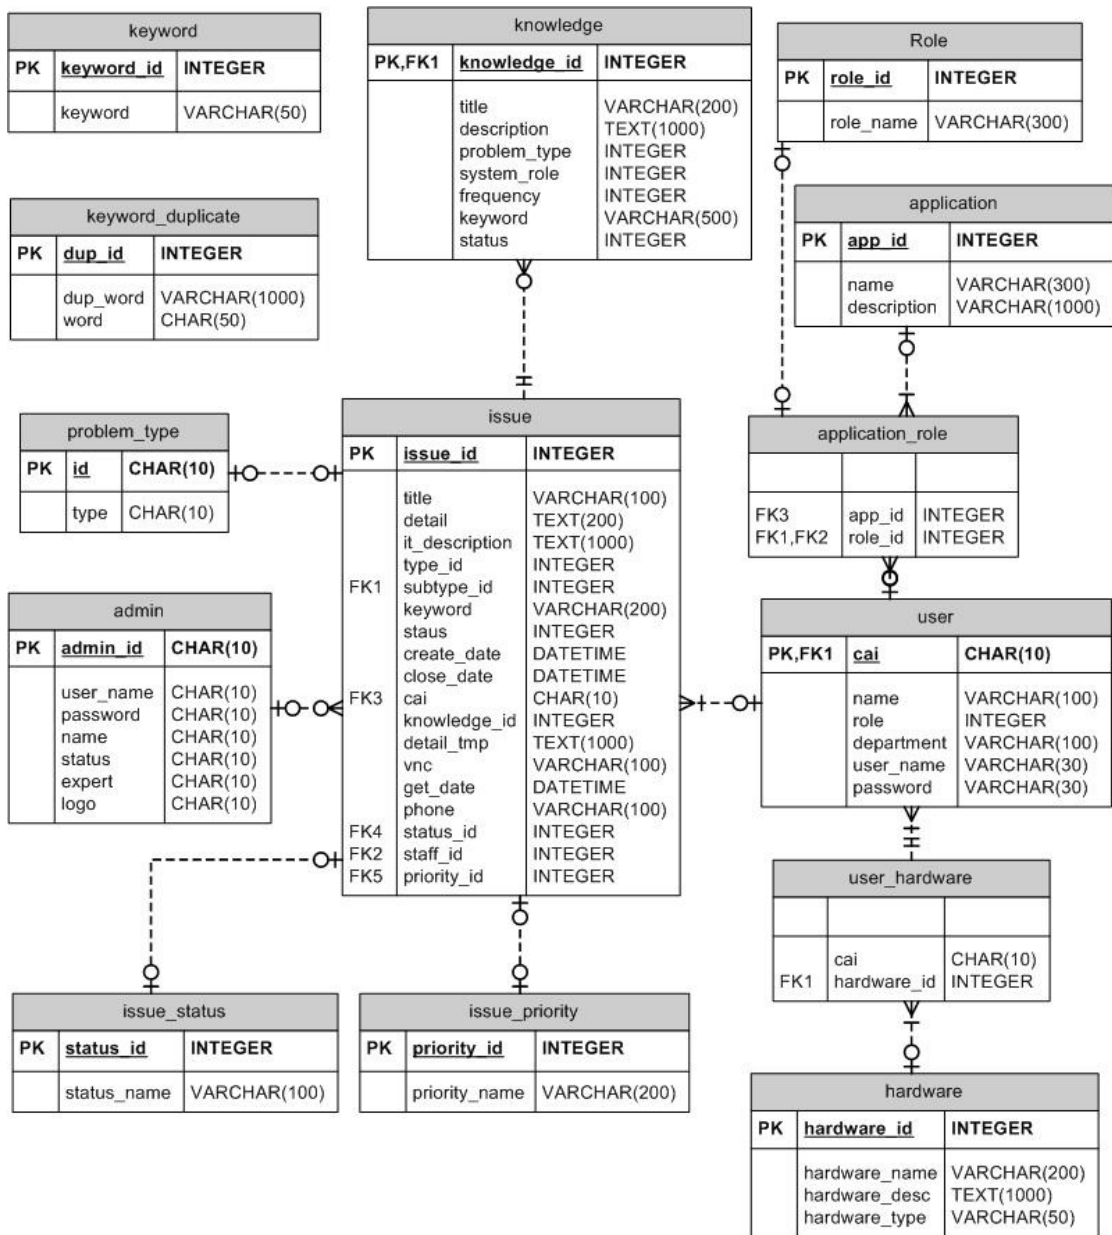 keyword
PK keyword_id INTEGER
keyword VARCHAR(50)
keyword_duplicate
PK dup_id INTEGER
dup_word VARCHAR(1000)
word CHAR(50)
knowledge
PK,FK1 knowledge_id INTEGER
title VARCHAR(200)
description TEXT(1000)
problem_type INTEGER
system_role INTEGER
frequency INTEGER
keyword VARCHAR(500)
status INTEGER
Role
PK role_id INTEGER
role_name VARCHAR(300)
application
PK app_id INTEGER
name VARCHAR(300)
description VARCHAR(1000)
problem_type
PK id CHAR(10)
type CHAR(10)
issue
PK issue_id INTEGER
title VARCHAR(100)
detail TEXT(200)
it_description TEXT(1000)
type_id INTEGER
FK1 subtype_id INTEGER
keyword VARCHAR(200)
staus INTEGER
create_date DATETIME
close_date DATETIME
FK3 cai CHAR(10)
knowledge_id INTEGER
detail_tmp TEXT(1000)
vnc VARCHAR(100)
get_date DATETIME
phone VARCHAR(100)
FK4 status_id INTEGER
FK2 staff_id INTEGER
FK5 priority_id INTEGER
application_role
FK3 app_id INTEGER
FK1,FK2 role_id INTEGER
admin
PK admin_id CHAR(10)
user_name CHAR(10)
password CHAR(10)
name CHAR(10)
status CHAR(10)
expert CHAR(10)
logo CHAR(10)
user
PK,FK1 cai CHAR(10)
name VARCHAR(100)
role INTEGER
department VARCHAR(100)
user_name VARCHAR(30)
password VARCHAR(30)
user_hardware
cai CHAR(10)
FK1 hardware_id INTEGER
issue_status
PK status_id INTEGER
status_name VARCHAR(100)
issue_priority
PK priority_id INTEGER
priority_name VARCHAR(200)
hardware
PK hardware_id INTEGER
hardware_name VARCHAR(200)
hardware_desc TEXT(1000)
hardware_type VARCHAR(50)